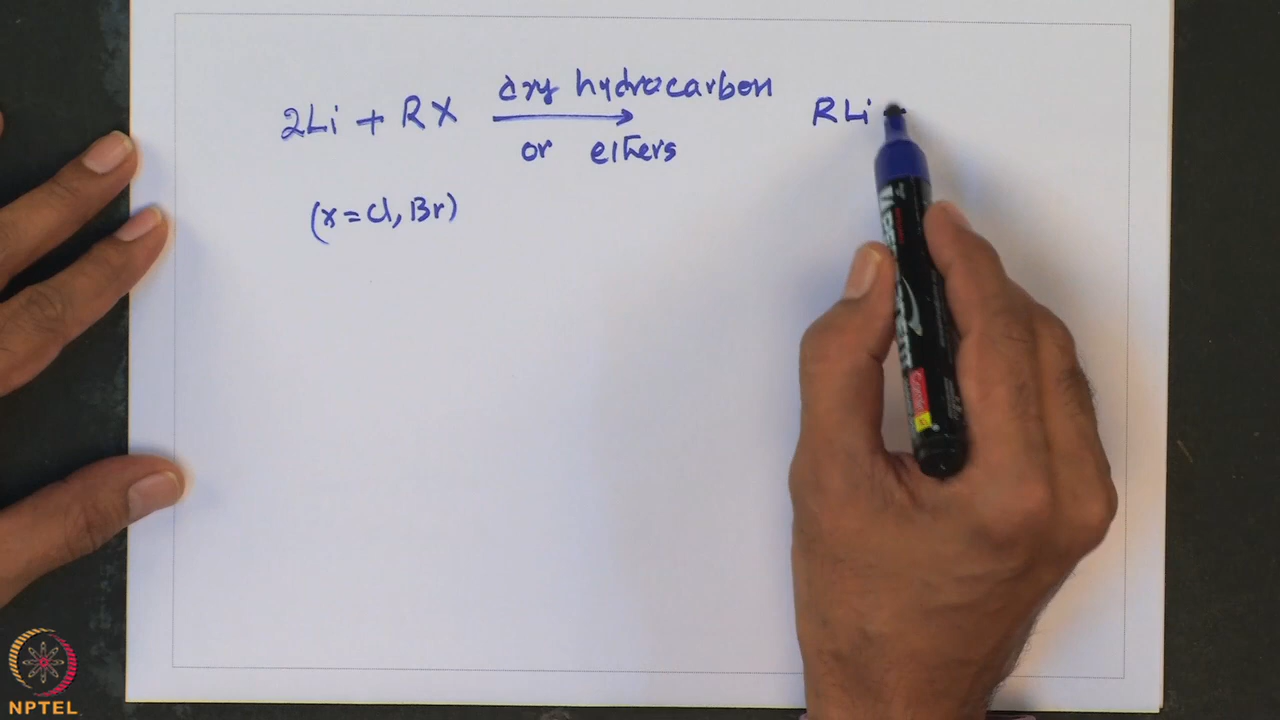 2Li + RX dry hydrocarbon or ethers → RLi
(x = Cl, Br)
NPTEL